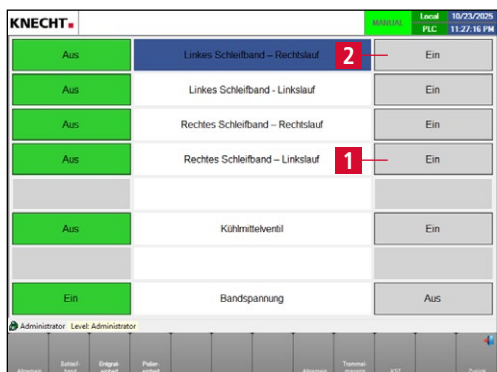 KNECHT
MANUAL
Local 10/23/2025
PLC 11:27:16 PM
Aus Linkes Schleifband – Rechtslauf 2 Ein
Aus Linkes Schleifband - Linkslauf Ein
Aus Rechtes Schleifband – Rechtslauf Ein
Aus Rechtes Schleifband – Linkslauf 1 Ein
Aus Kühlmittelventil Ein
Ein Bandspannung Aus
Administrator Level: Administrator
Allgemein